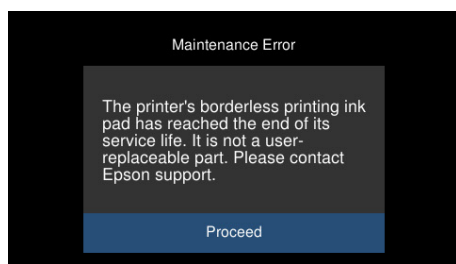 Maintenance Error
The printer's borderless printing ink
pad has reached the end of its
service life. It is not a user-
replaceable part. Please contact
Epson support.
Proceed